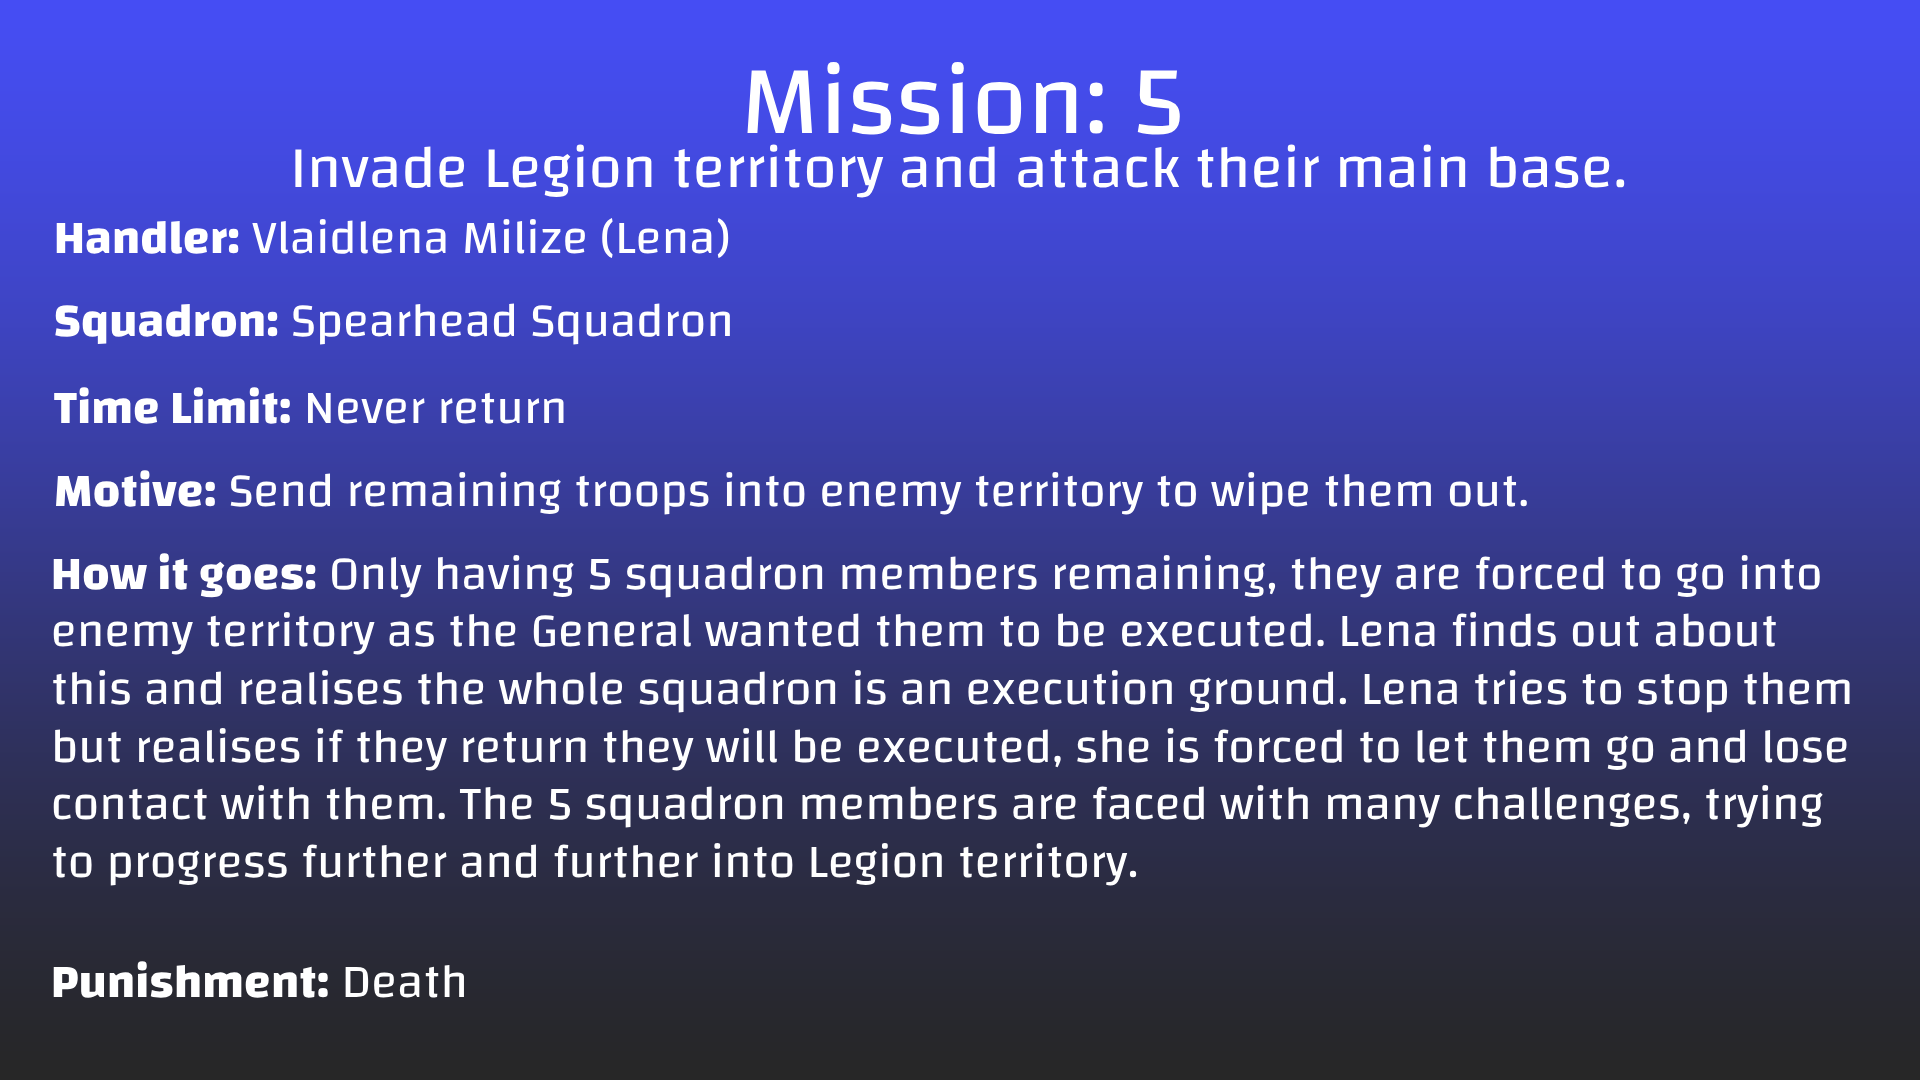 Mission: 5
Invade Legion territory and attack their main base.
Handler: Vlaidlena Milize (Lena)
Squadron: Spearhead Squadron
Time Limit: Never return
Motive: Send remaining troops into enemy territory to wipe them out.
How it goes: Only having 5 squadron members remaining, they are forced to go into
enemy territory as the General wanted them to be executed. Lena finds out about
this and realises the whole squadron is an execution ground. Lena tries to stop them
but realises if they return they will be executed, she is forced to let them go and lose
contact with them. The 5 squadron members are faced with many challenges, trying
to progress further and further into Legion territory.
Punishment: Death